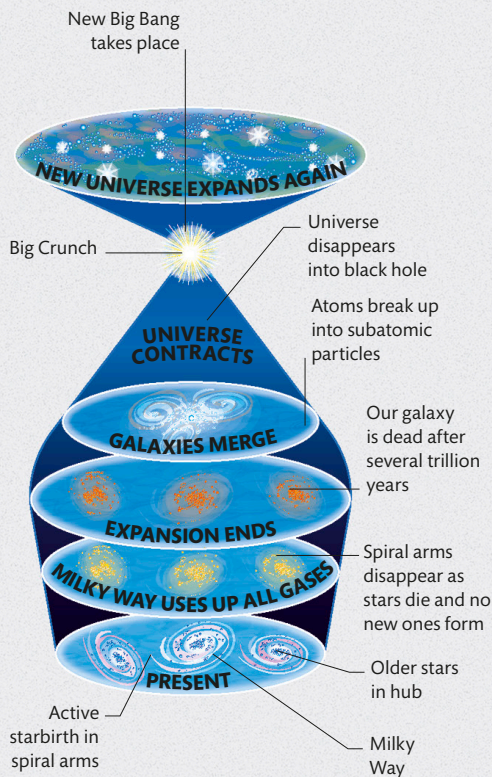 New Big Bang
takes place
NEW UNIVERSE EXPANDS AGAIN
Big Crunch
Universe
disappears
into black hole
UNIVERSE
CONTRACTS
Atoms break up
into subatomic
particles
GALAXIES MERGE
Our galaxy
is dead after
several trillion
years
EXPANSION ENDS
Spiral arms
disappear as
stars die and no
new ones form
MILKY WAY USES UP ALL GASES
Older stars
in hub
PRESENT
Active
starbirth in
spiral arms
Milky
Way